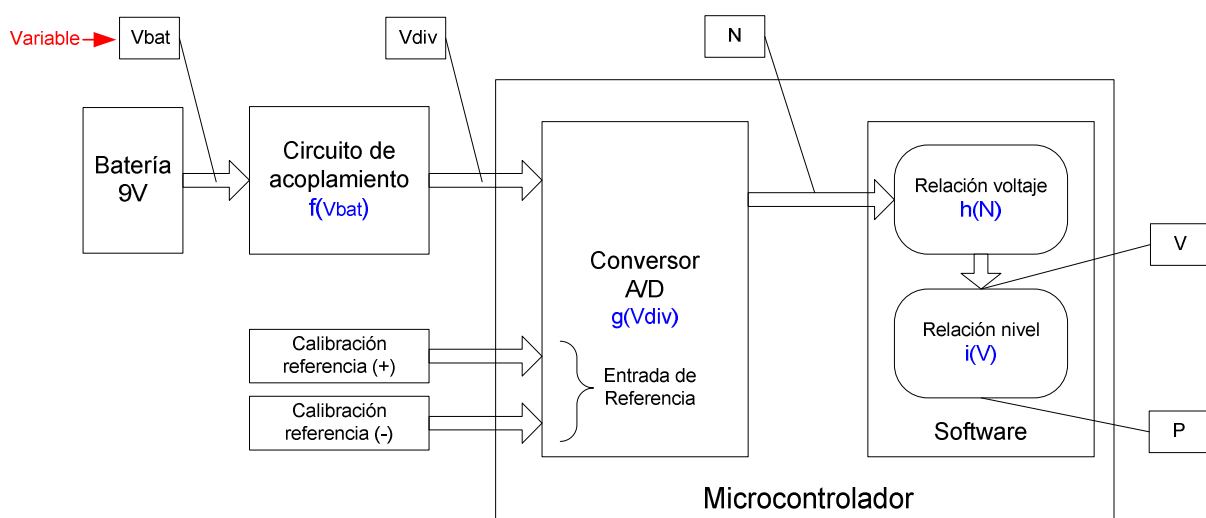 Variable
Vbat
Vdiv
N
Batería
9V
Circuito de
acoplamiento
f(Vbat)
Conversor
A/D
g(Vdiv)
Relación voltaje
h(N)
V
Relación nivel
i(V)
Calibración
referencia (+)
Calibración
referencia (-)
Entrada de
Referencia
Software
P
Microcontrolador